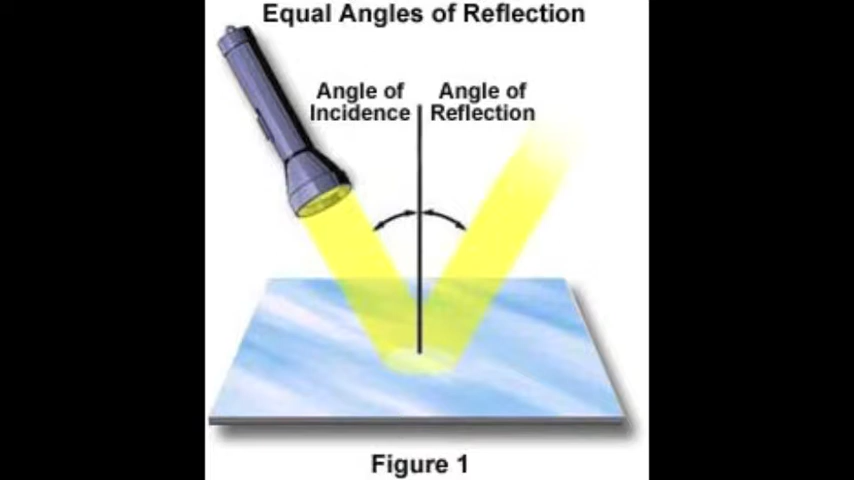 Equal Angles of Reflection
Angle of
Incidence
Angle of
Reflection
Figure 1